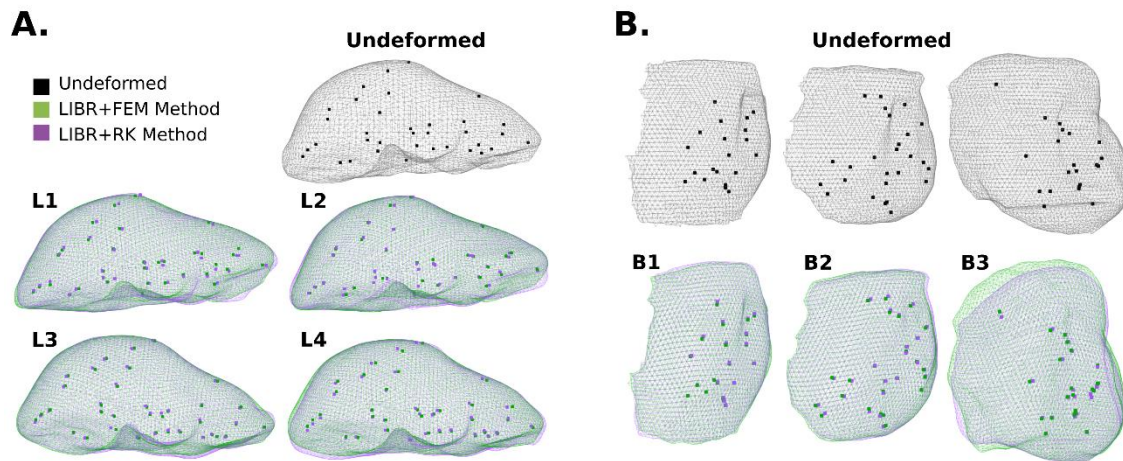 A.
Undeformed
Undeformed
LIBR+FEM Method
LIBR+RK Method
L1
L2
L3
L4
B.
Undeformed
B1
B2
B3